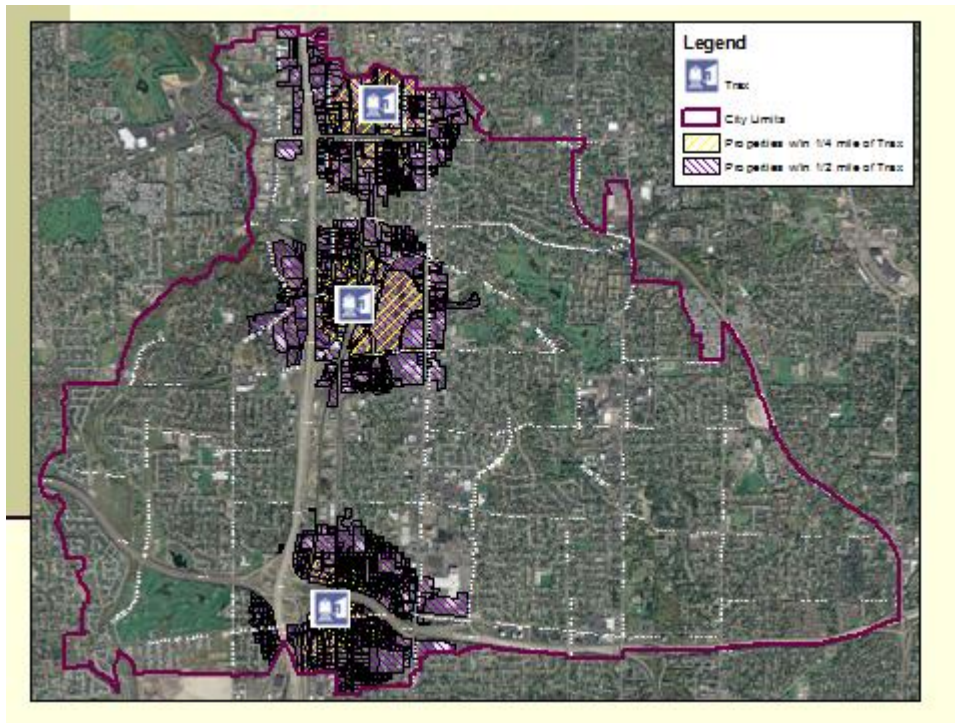 Legend
Trax
City Limits
Properties w/in 1/4 mile of Trax
Properties w/in 1/2 mile of Trax